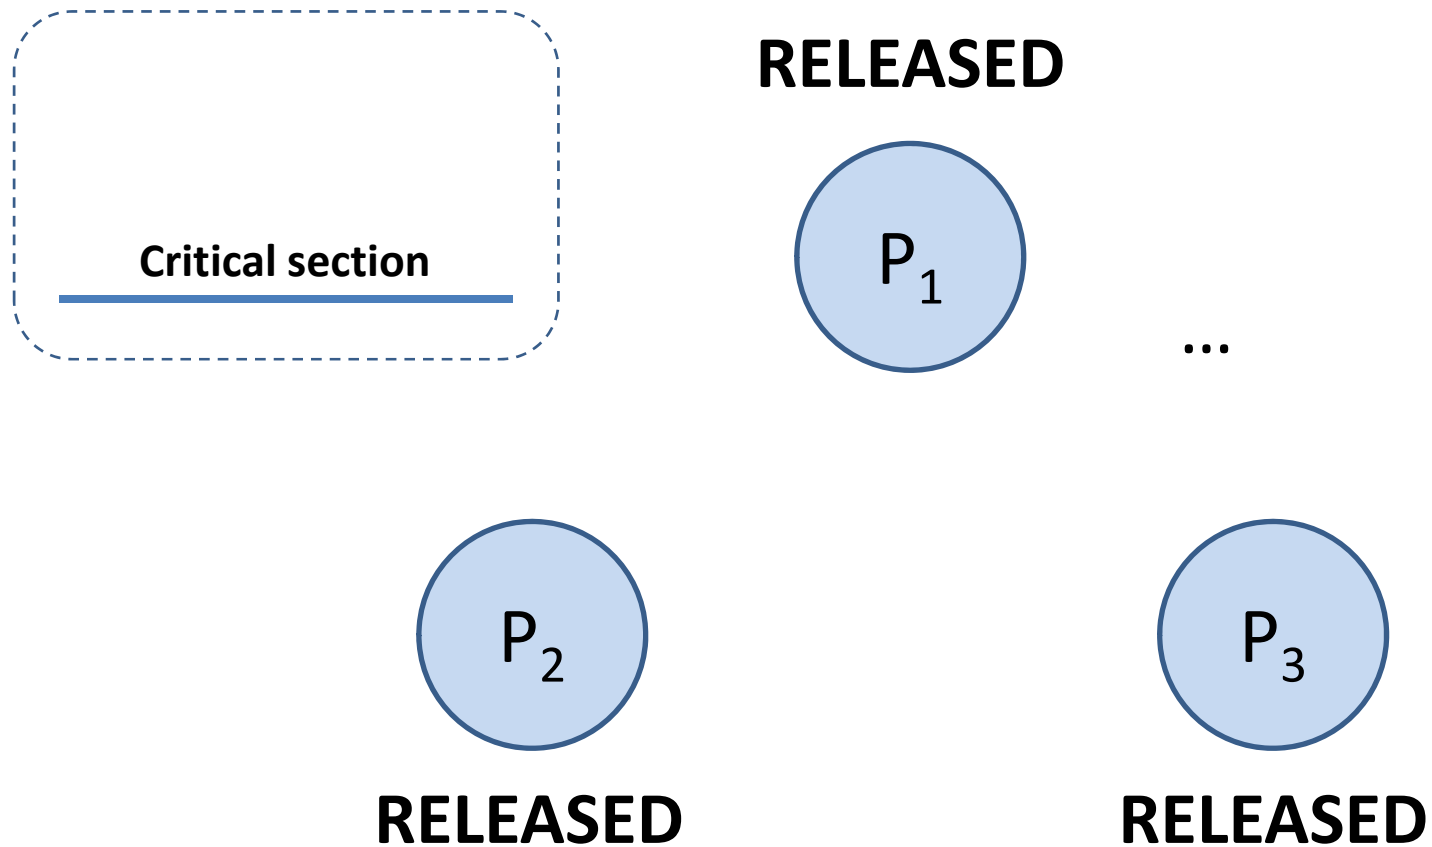 RELEASED
Critical section
P1
...
P2
P3
RELEASED
RELEASED